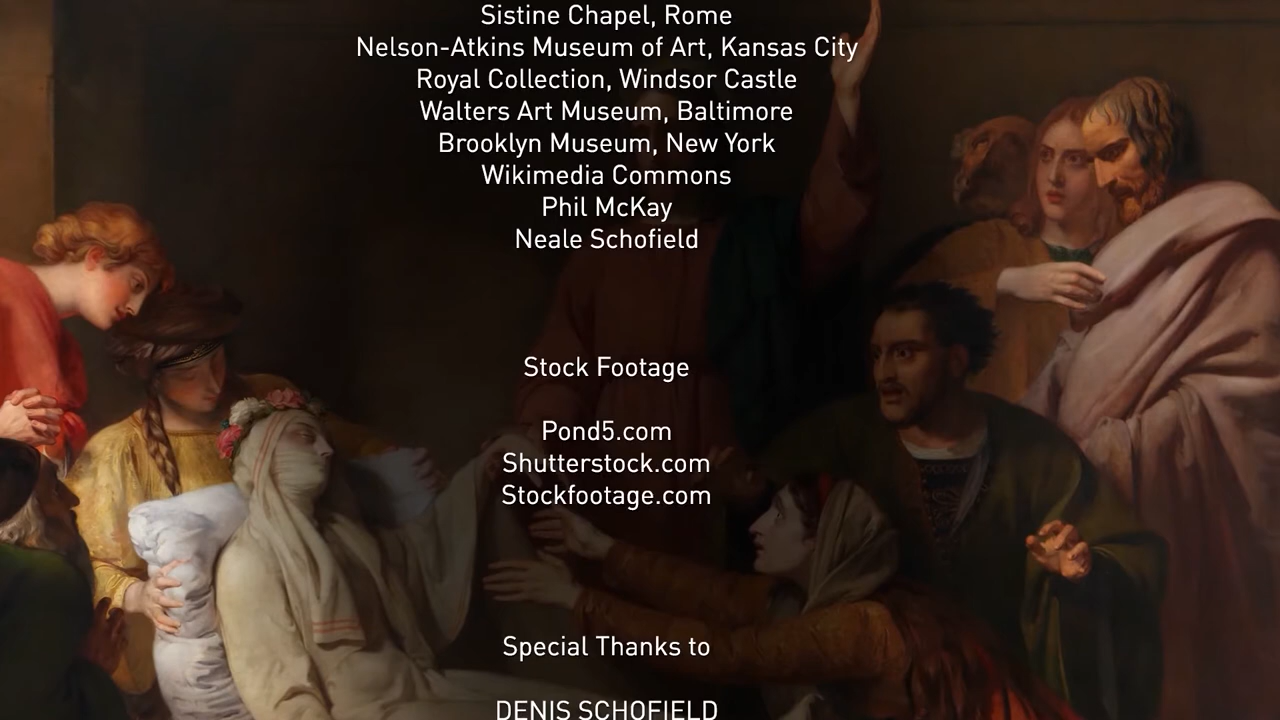 Sistine Chapel, Rome
Nelson-Atkins Museum of Art, Kansas City
Royal Collection, Windsor Castle
Walters Art Museum, Baltimore
Brooklyn Museum, New York
Wikimedia Commons
Phil McKay
Neale Schofield
Stock Footage
Pond5.com
Shutterstock.com
Stockfootage.com
Special Thanks to
DENIS SCHOFIELD